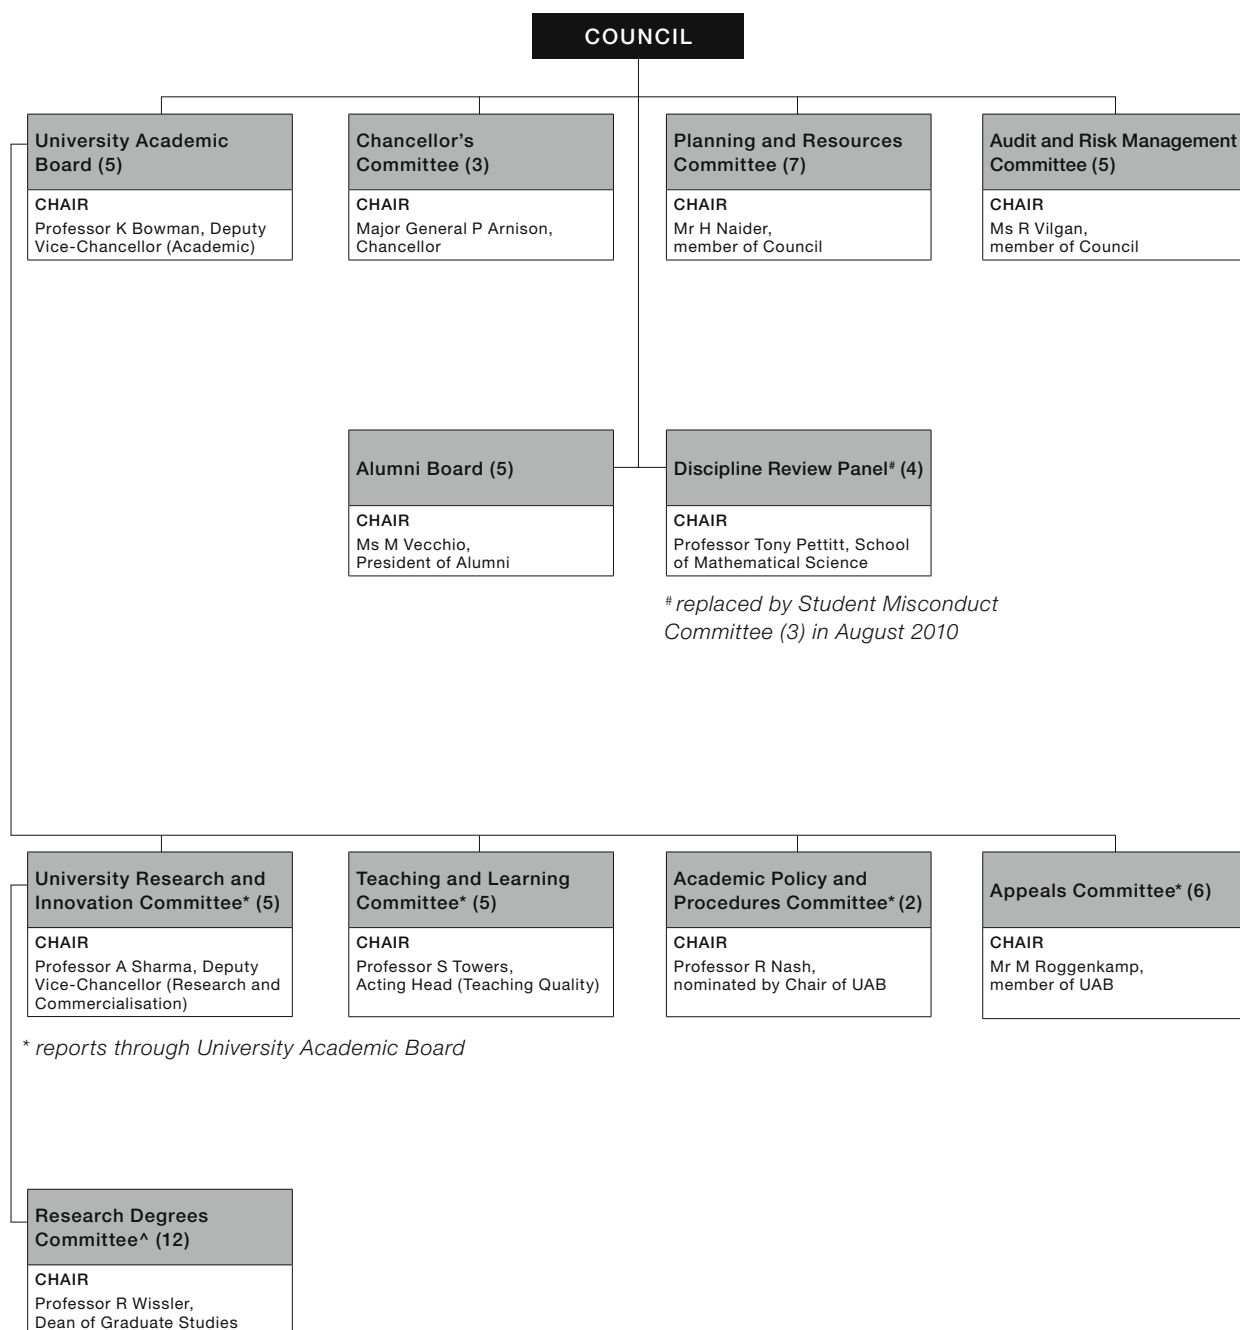 COUNCIL
University Academic
Board (5)
CHAIR
Professor K Bowman, Deputy
Vice-Chancellor (Academic)
Chancellor's
Committee (3)
CHAIR
Major General P Arnison,
Chancellor
Planning and Resources
Committee (7)
CHAIR
Mr H Naider,
member of Council
Audit and Risk Management
Committee (5)
CHAIR
Ms R Vilgan,
member of Council
Alumni Board (5)
CHAIR
Ms M Vecchio,
President of Alumni
Discipline Review Panel# (4)
CHAIR
Professor Tony Pettitt, School
of Mathematical Science
# replaced by Student Misconduct
Committee (3) in August 2010
University Research and
Innovation Committee* (5)
CHAIR
Professor A Sharma, Deputy
Vice-Chancellor (Research and
Commercialisation)
Teaching and Learning
Committee* (5)
CHAIR
Professor S Towers,
Acting Head (Teaching Quality)
Academic Policy and
Procedures Committee* (2)
CHAIR
Professor R Nash,
nominated by Chair of UAB
Appeals Committee* (6)
CHAIR
Mr M Roggenkamp,
member of UAB
* reports through University Academic Board
Research Degrees
Committee^ (12)
CHAIR
Professor R Wissler,
Dean of Graduate Studies